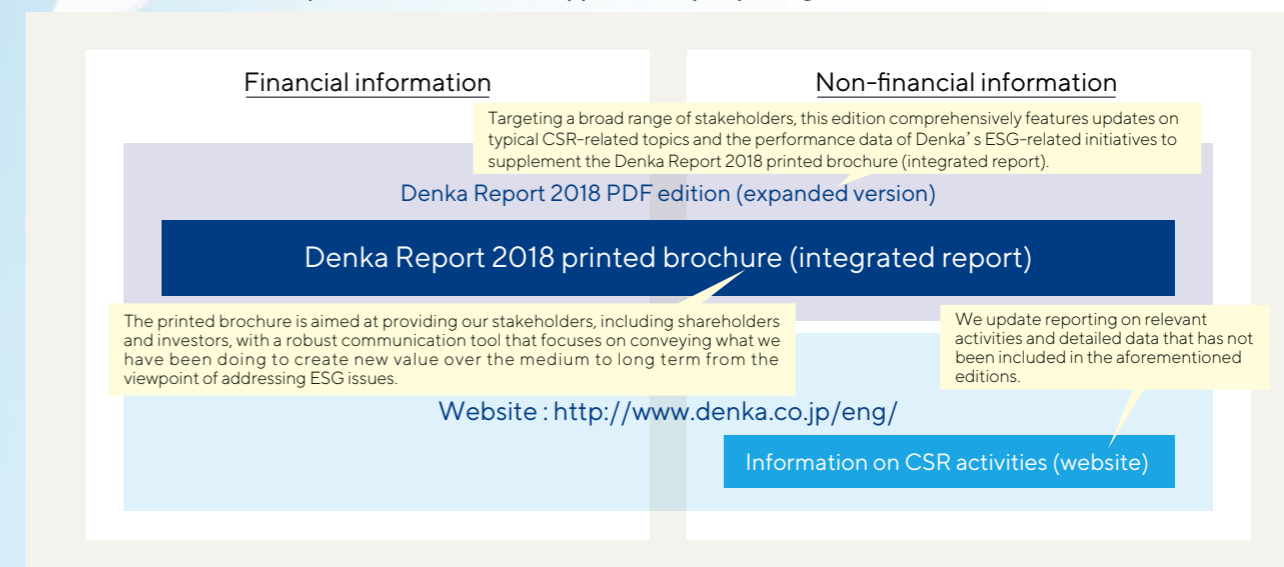 Financial information
Non-financial information
Targeting a broad range of stakeholders, this edition comprehensively features updates on
typical CSR-related topics and the performance data of Denka’s ESG-related initiatives to
supplement the Denka Report 2018 printed brochure (integrated report).
Denka Report 2018 PDF edition (expanded version)
Denka Report 2018 printed brochure (integrated report)
The printed brochure is aimed at providing our stakeholders, including shareholders
and investors, with a robust communication tool that focuses on conveying what we
have been doing to create new value over the medium to long term from the
viewpoint of addressing ESG issues.
We update reporting on relevant
activities and detailed data that has not
been included in the aforementioned
editions.
Website : http://www.denka.co.jp/eng/
Information on CSR activities (website)